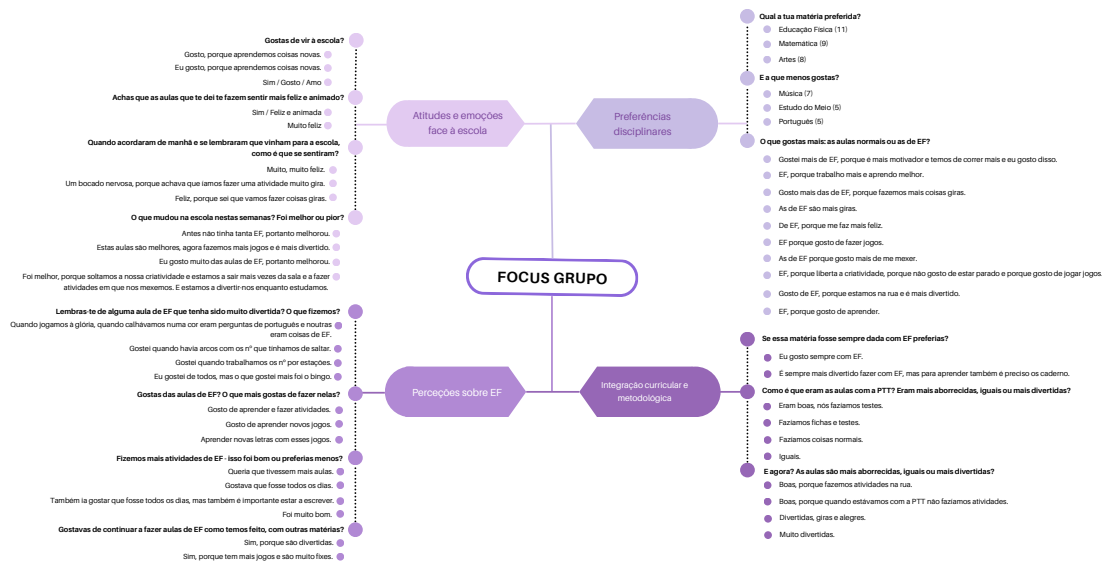 Gostas de vir à escola?
Gosto, porque aprendemos coisas novas.
Eu gosto, porque aprendemos coisas novas.
Sim / Gosto / Amo
Achas que as aulas que te dei te fazem sentir mais feliz e animado?
Sim / Feliz e animada
Muito feliz
Quando acordaram de manhã e se lembraram que vinham para a escola,
como é que se sentiram?
Muito, muito feliz.
Um bocado nervosa, porque achava que íamos fazer uma atividade muito gira.
Feliz, porque sei que vamos fazer coisas giras.
O que mudou na escola nestas semanas? Foi melhor ou pior?
Antes não tinha tanta EF, portanto melhorou.
Estas aulas são melhores, agora fazemos mais jogos e é mais divertido.
Eu gosto muito das aulas de EF, portanto melhorou.
Foi melhor, porque soltamos a nossa criatividade e estamos a sair mais vezes da sala e a fazer
atividades em que nos mexemos. E estamos a divertir-nos enquanto estudamos.
Atitudes e emoções
face à escola
Preferências
disciplinares
Qual a tua matéria preferida?
Educação Física (11)
Matemática (9)
Artes (8)
E a que menos gostas?
Música (7)
Estudo do Meio (5)
Português (5)
O que gostas mais: as aulas normais ou as de EF?
Gostei mais de EF, porque é mais motivador e temos de correr mais e eu gosto disso.
EF, porque trabalho mais e aprendo melhor.
Gosto mais das de EF, porque fazemos mais coisas giras.
As de EF são mais giras.
De EF, porque me faz mais feliz.
EF porque gosto de fazer jogos.
As de EF porque gosto mais de me mexer.
EF, porque liberta a criatividade, porque não gosto de estar parado e porque gosto de jogar jogos.
Gosto de EF, porque estamos na rua e é mais divertido.
EF, porque gosto de aprender.
FOCUS GRUPO
Lembras-te de alguma aula de EF que tenha sido muito divertida? O que fizemos?
Quando jogamos à glória, quando calhávamos numa cor eram perguntas de português e noutras
eram coisas de EF.
Gostei quando havia arcos com os nº que tínhamos de saltar.
Gostei quando trabalhamos os nº por estações.
Eu gostei de todos, mas o que gostei mais foi o bingo.
Gostas das aulas de EF? O que mais gostas de fazer nelas?
Gosto de aprender e fazer atividades.
Gosto de aprender novos jogos.
Aprender novas letras com esses jogos.
Fizemos mais atividades de EF - isso foi bom ou preferias menos?
Queria que tivessem mais aulas.
Gostava que fosse todos os dias.
Também ia gostar que fosse todos os dias, mas também é importante estar a escrever.
Foi muito bom.
Gostavas de continuar a fazer aulas de EF como temos feito, com outras matérias?
Sim, porque são divertidas.
Sim, porque tem mais jogos e são muito fixes.
Perceções sobre EF
Integração curricular e
metodológica
Se essa matéria fosse sempre dada com EF preferias?
Eu gosto sempre com EF.
É sempre mais divertido fazer com EF, mas para aprender também é preciso os caderno.
Como é que eram as aulas com a PTT? Eram mais aborrecidas, iguais ou mais divertidas?
Eram boas, nós fazíamos testes.
Fazíamos fichas e testes.
Fazíamos coisas normais.
Iguais.
E agora? As aulas são mais aborrecidas, iguais ou mais divertidas?
Boas, porque fazemos atividades na rua.
Boas, porque quando estávamos com a PTT não fazíamos atividades.
Divertidas, giras e alegres.
Muito divertidas.